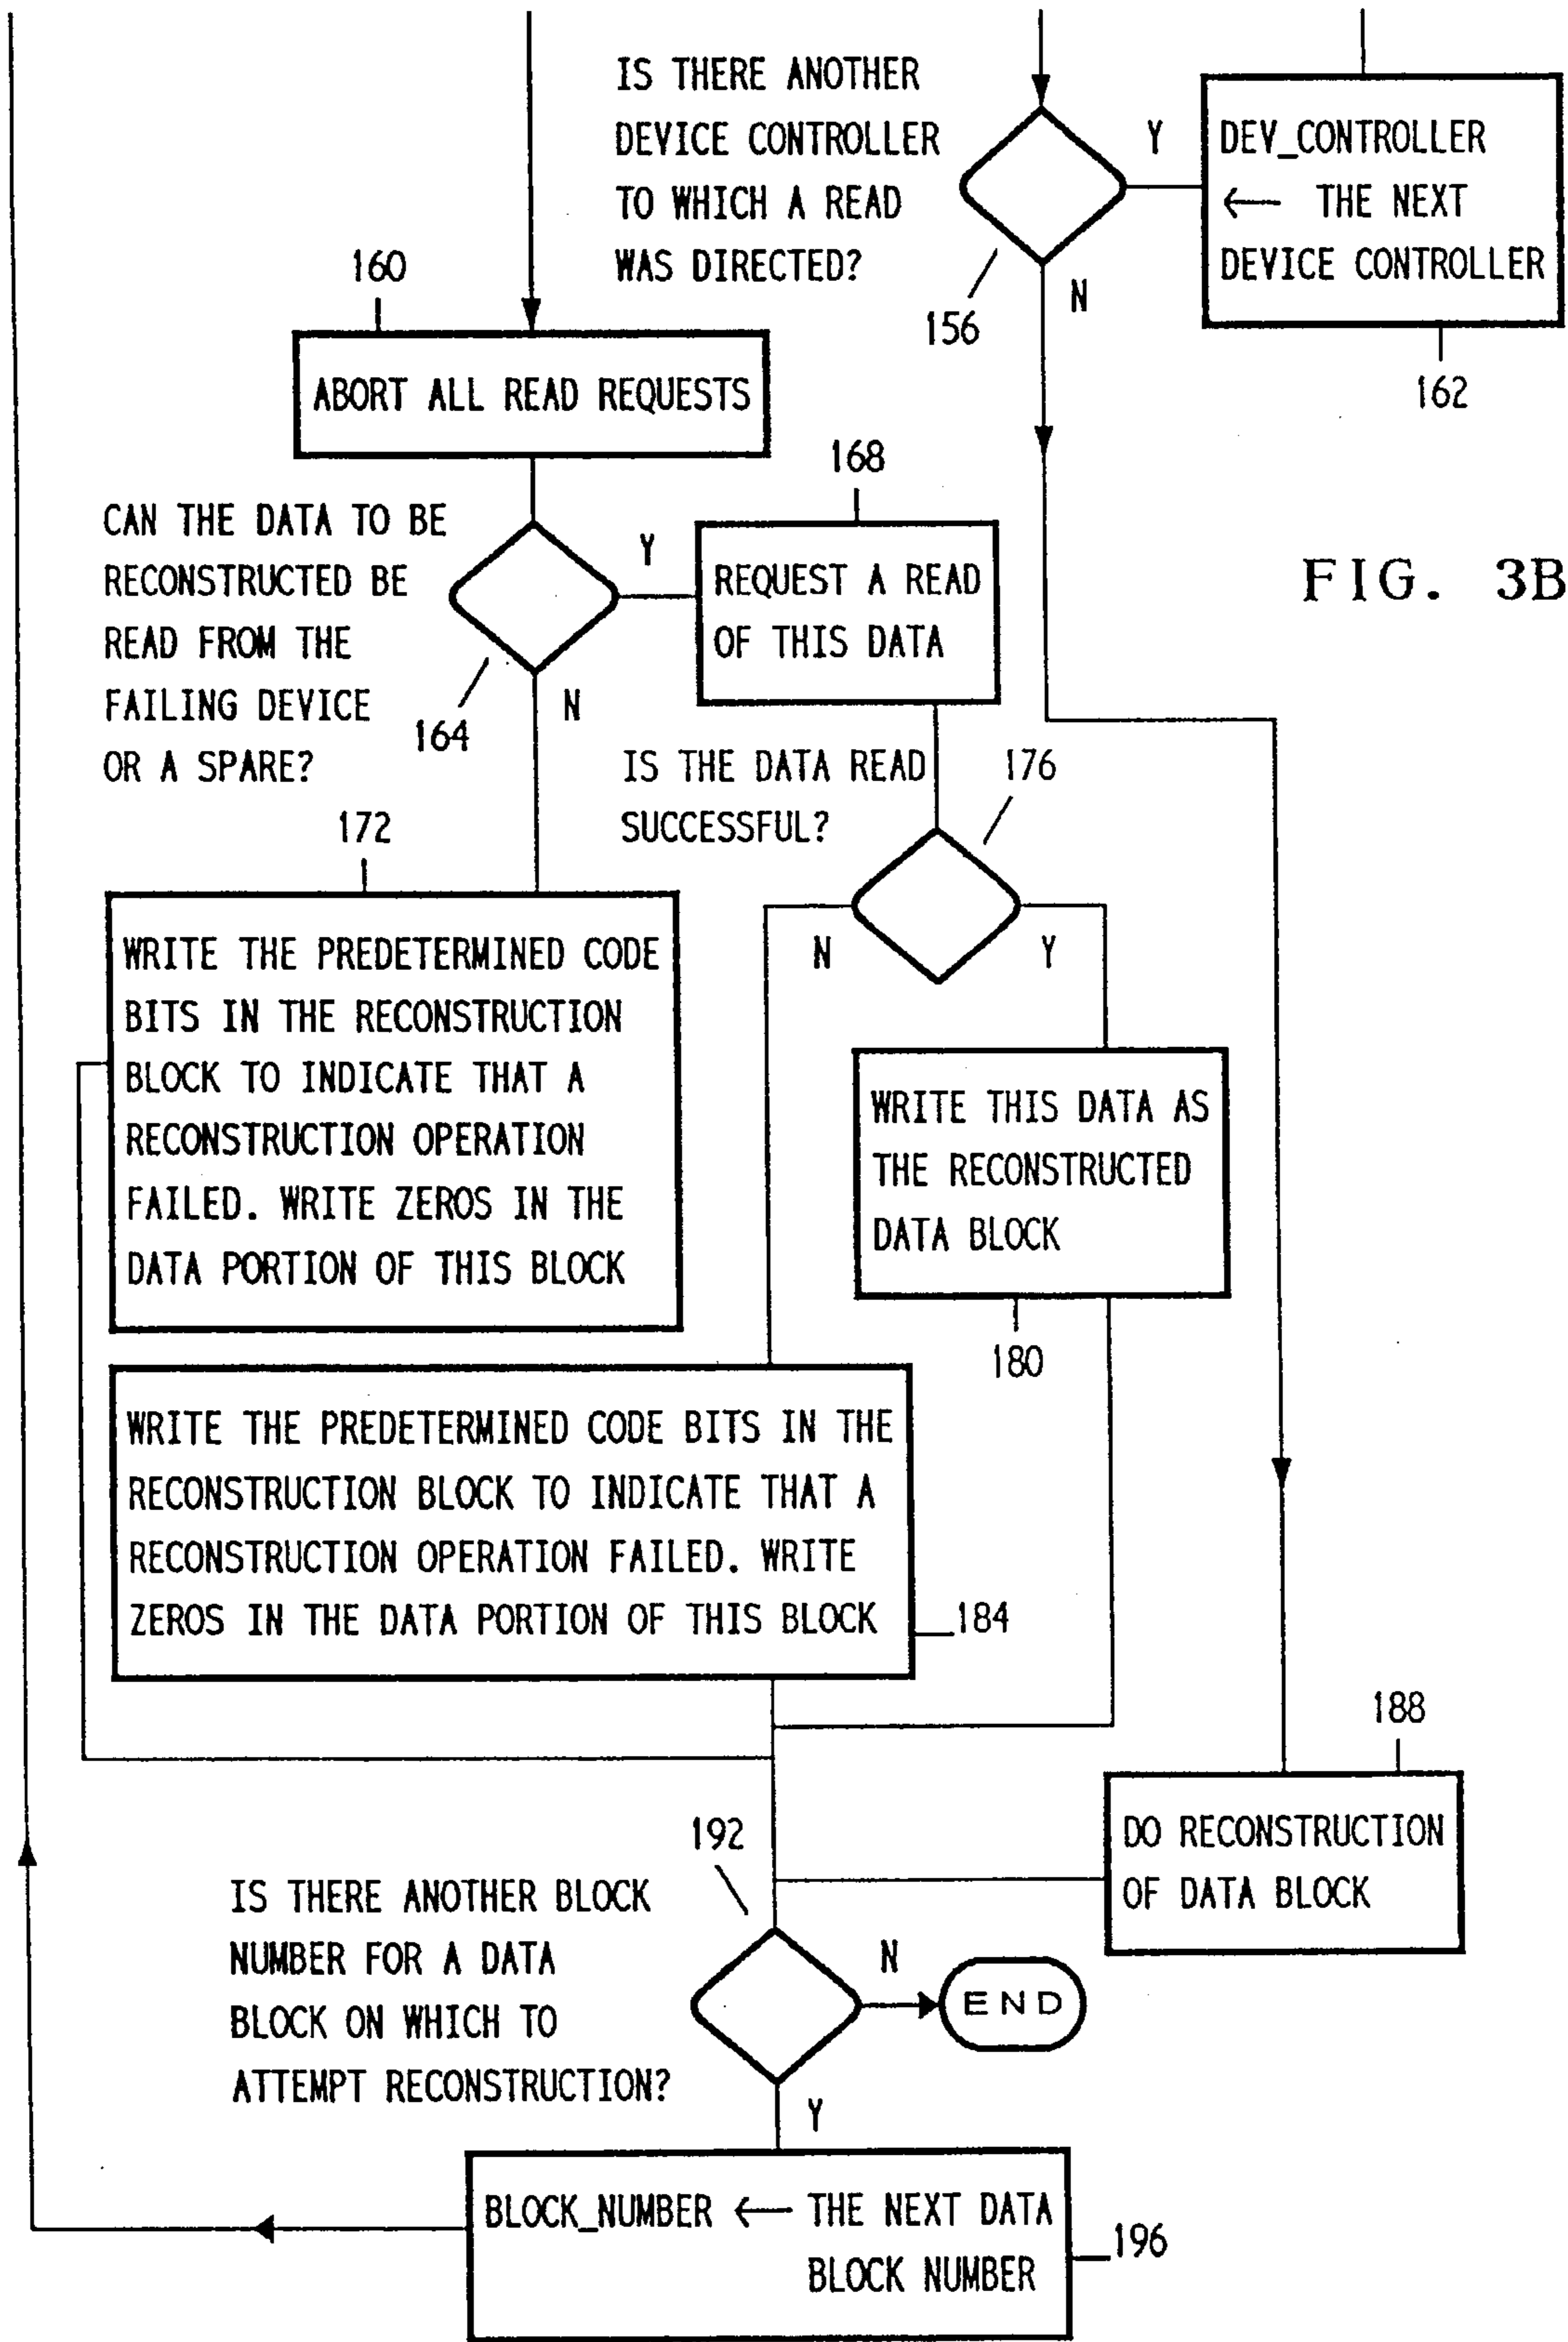 IS THERE ANOTHER
DEVICE CONTROLLER
TO WHICH A READ
WAS DIRECTED?
156
Y
N
DEV_CONTROLLER
← THE NEXT
DEVICE CONTROLLER
162
160
ABORT ALL READ REQUESTS
CAN THE DATA TO BE
RECONSTRUCTED BE
READ FROM THE
FAILING DEVICE
OR A SPARE?
164
Y
N
168
REQUEST A READ
OF THIS DATA
FIG. 3B
IS THE DATA READ
SUCCESSFUL?
176
N
Y
172
WRITE THE PREDETERMINED CODE
BITS IN THE RECONSTRUCTION
BLOCK TO INDICATE THAT A
RECONSTRUCTION OPERATION
FAILED. WRITE ZEROS IN THE
DATA PORTION OF THIS BLOCK
WRITE THIS DATA AS
THE RECONSTRUCTED
DATA BLOCK
180
WRITE THE PREDETERMINED CODE BITS IN THE
RECONSTRUCTION BLOCK TO INDICATE THAT A
RECONSTRUCTION OPERATION FAILED. WRITE
ZEROS IN THE DATA PORTION OF THIS BLOCK
184
188
DO RECONSTRUCTION
OF DATA BLOCK
192
IS THERE ANOTHER BLOCK
NUMBER FOR A DATA
BLOCK ON WHICH TO
ATTEMPT RECONSTRUCTION?
N
END
Y
BLOCK_NUMBER ← THE NEXT DATA
BLOCK NUMBER
196